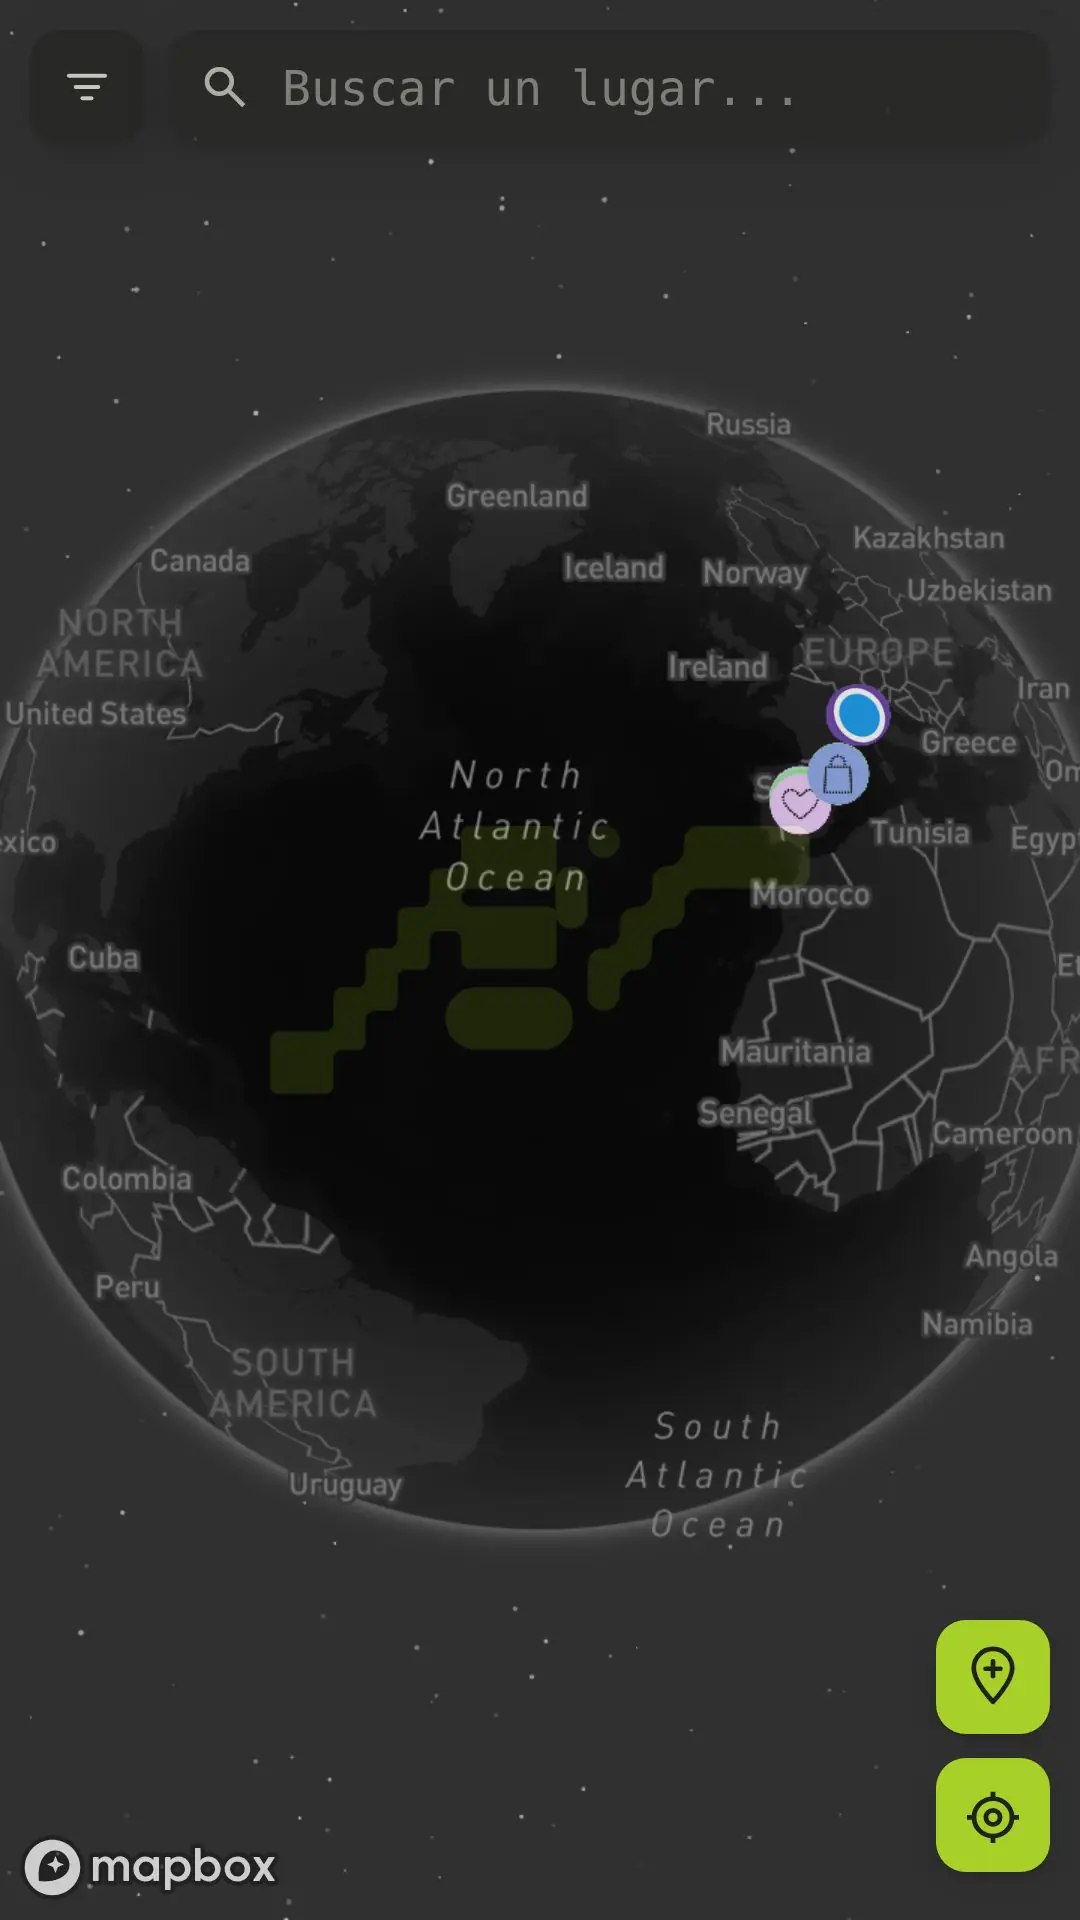 Buscar un lugar...
Russia
Greenland
Kazakhstan
Canada
Iceland
Norway
Uzbekistan
NORTH
AMERICA
EUROPE
Ireland
Iran
United States
Greece
North
Atlantic
Ocean
Tunisia
Morocco
Cuba
Mauritania
Senegal
Cameroon
Colombia
Angola
Peru
Namibia
SOUTH
AMERICA
South
Atlantic
Ocean
Uruguay
mapbox